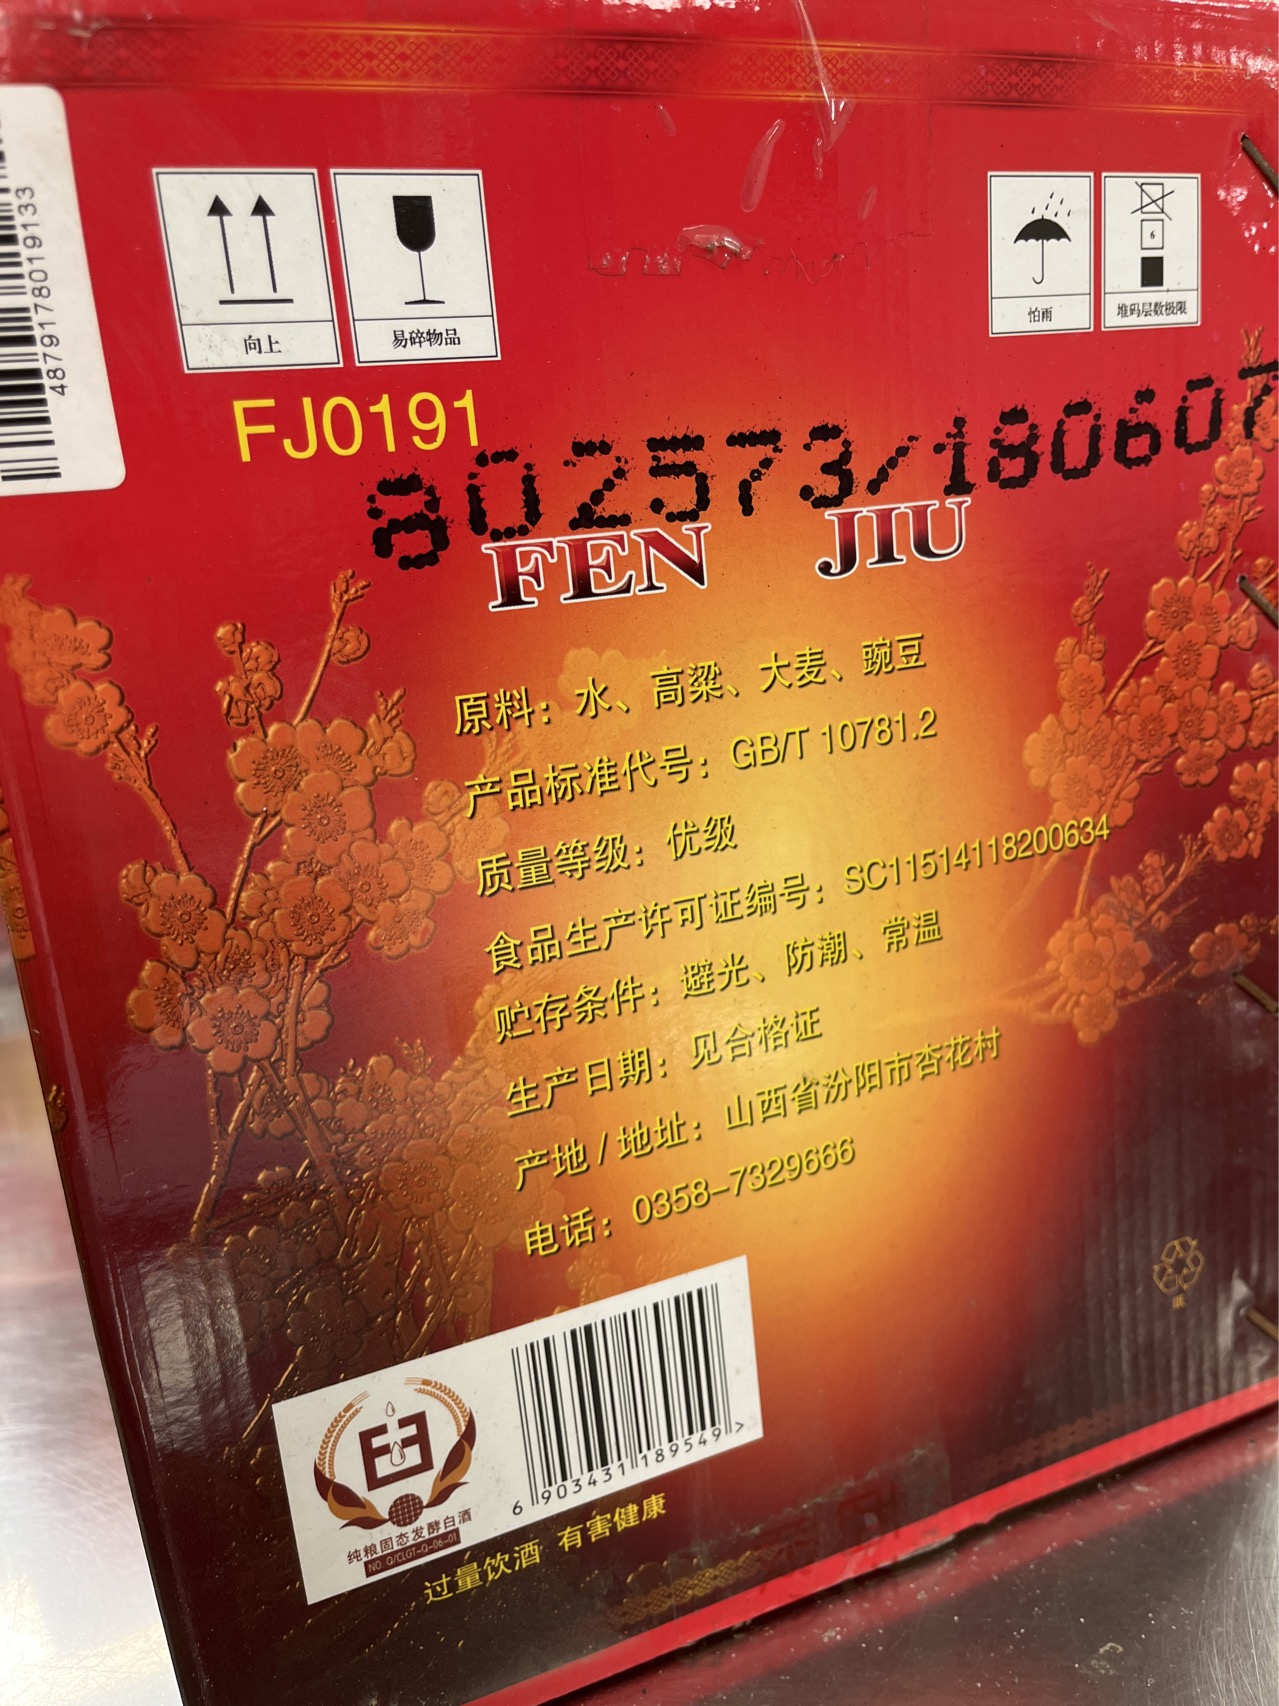 4879178019133
向上
易碎物品
怕雨
6
堆码层数极限
FJ0191
802573/180607
FEN JIU
原料：水、高粱、大麦、豌豆
产品标准代号：GB/T 10781.2
质量等级：优级
食品生产许可证编号：SC11514118200634
贮存条件：避光、防潮、常温
生产日期：见合格证
产地/地址：山西省汾阳市杏花村
电话：0358-7329666
6 903431 189549 >
纯粮固态发酵白酒
NO. Q/CLGT-Q-06-01
过量饮酒 有害健康